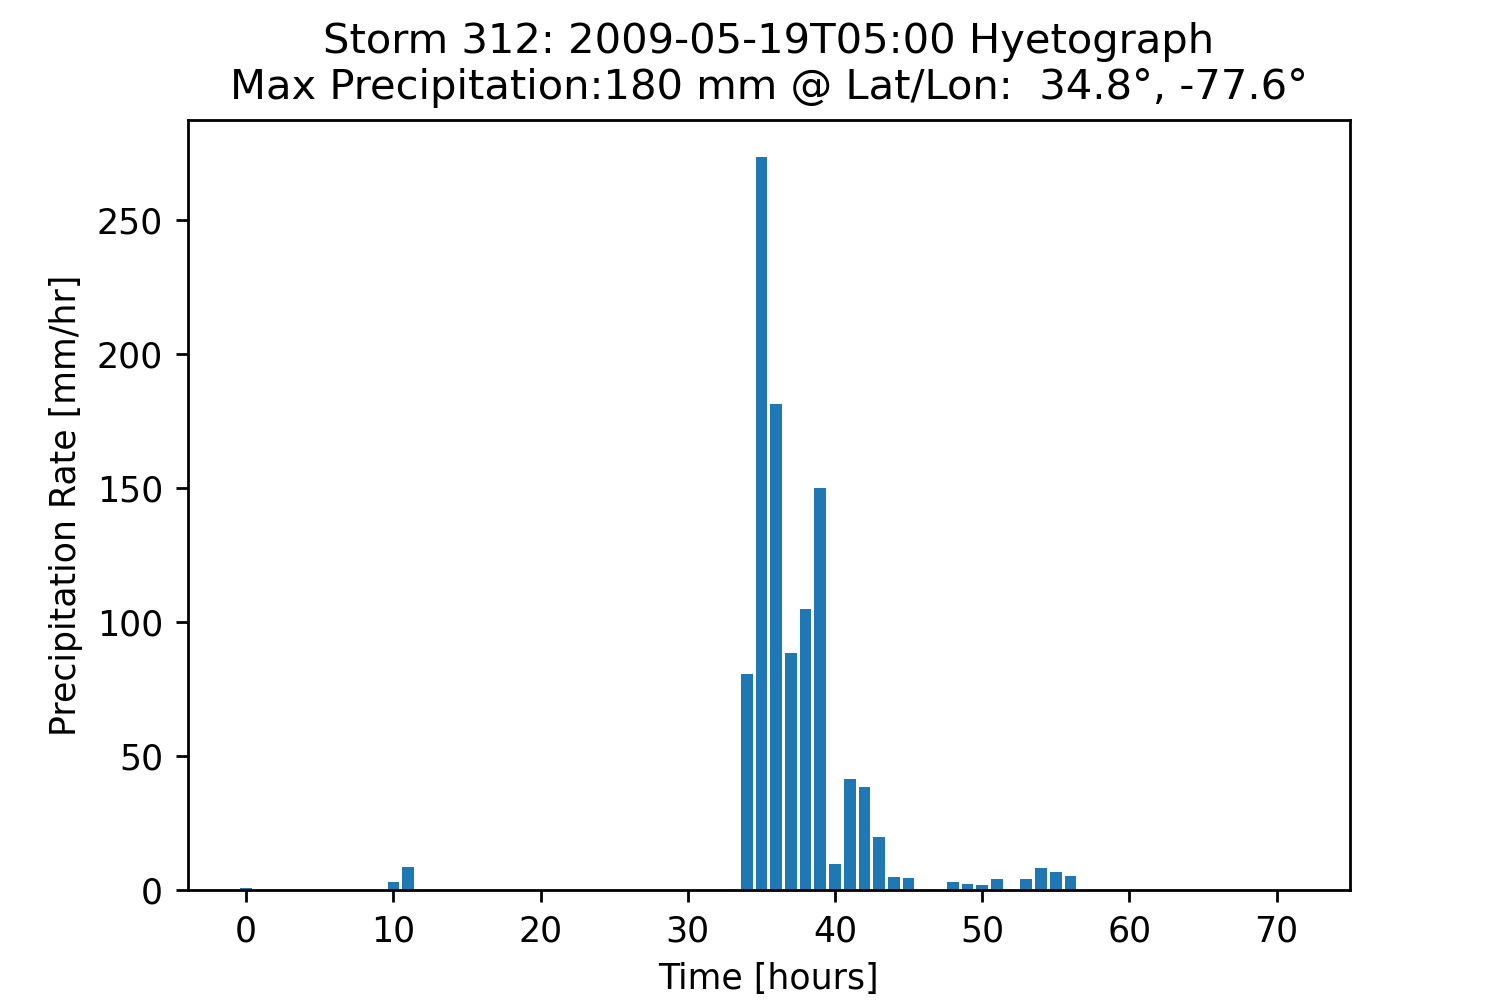 Storm 312: 2009-05-19T05:00 Hyetograph
Max Precipitation:180 mm @ Lat/Lon:  34.8°, -77.6°
Precipitation Rate [mm/hr]
250
200
150
100
50
0
0 10 20 30 40 50 60 70
Time [hours]